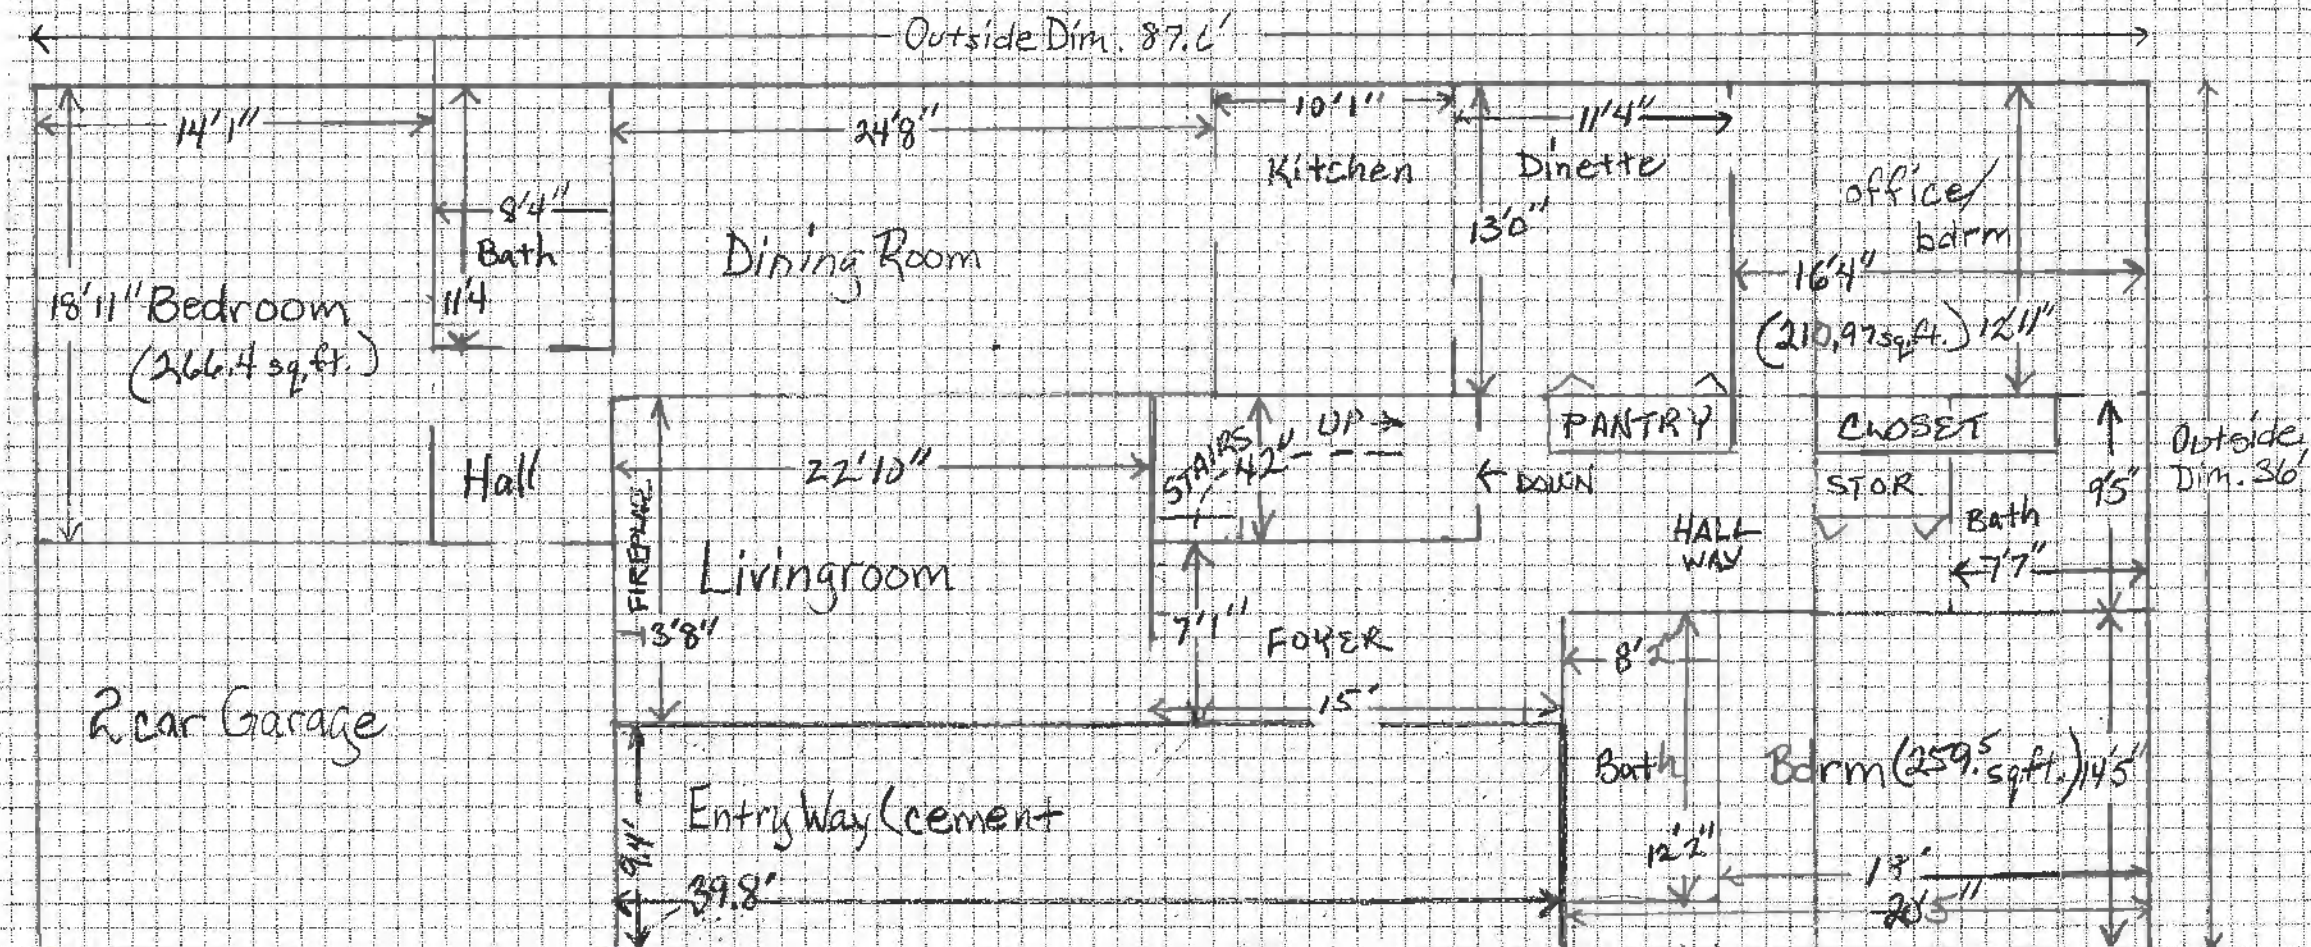 Outside Dim. 87.6'
14'1"
24'8"
10'1"
11'4"
Kitchen
Dinette
office/
bdrm
8'4"
Bath
13'0"
Dining Room
16'4"
18'11" Bedroom
11'4
(266.4 sq.ft.)
(210.97 sq.ft.) 12'11"
STAIRS
42"
UP
PANTRY
CLOSET
Outside
Dim. 36'
Hall
22'10"
DOWN
STOR.
9'5"
FIREPLACE
HALL
WAY
Bath
7'7"
Livingroom
3'8"
7'1"
FOYER
8'2
2 car Garage
15'
Bath
Bdrm (259.5 sq.ft.) 14'5"
Entry Way (cement
9.4'
39.8'
12'2"
18'
20'5"